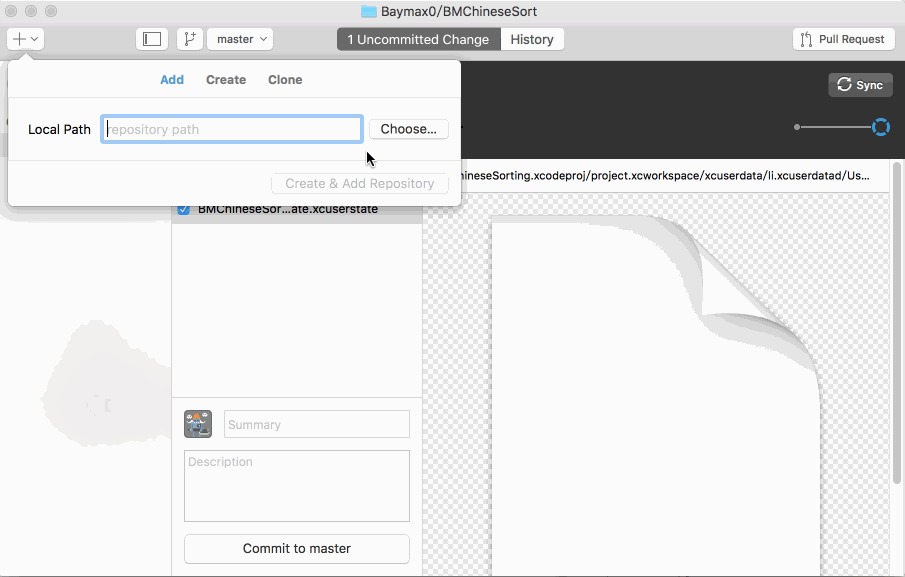 Baymax0/BMChineseSort
master
1 Uncommitted Change
History
Pull Request
Add
Create
Clone
Sync
Local Path
repository path
Choose...
Create & Add Repository
hineseSorting.xcodeproj/project.xcworkspace/xcuserdata/li.xcuserdatad/Us...
BMChineseSor...ate.xcuserstate
Summary
Description
Commit to master